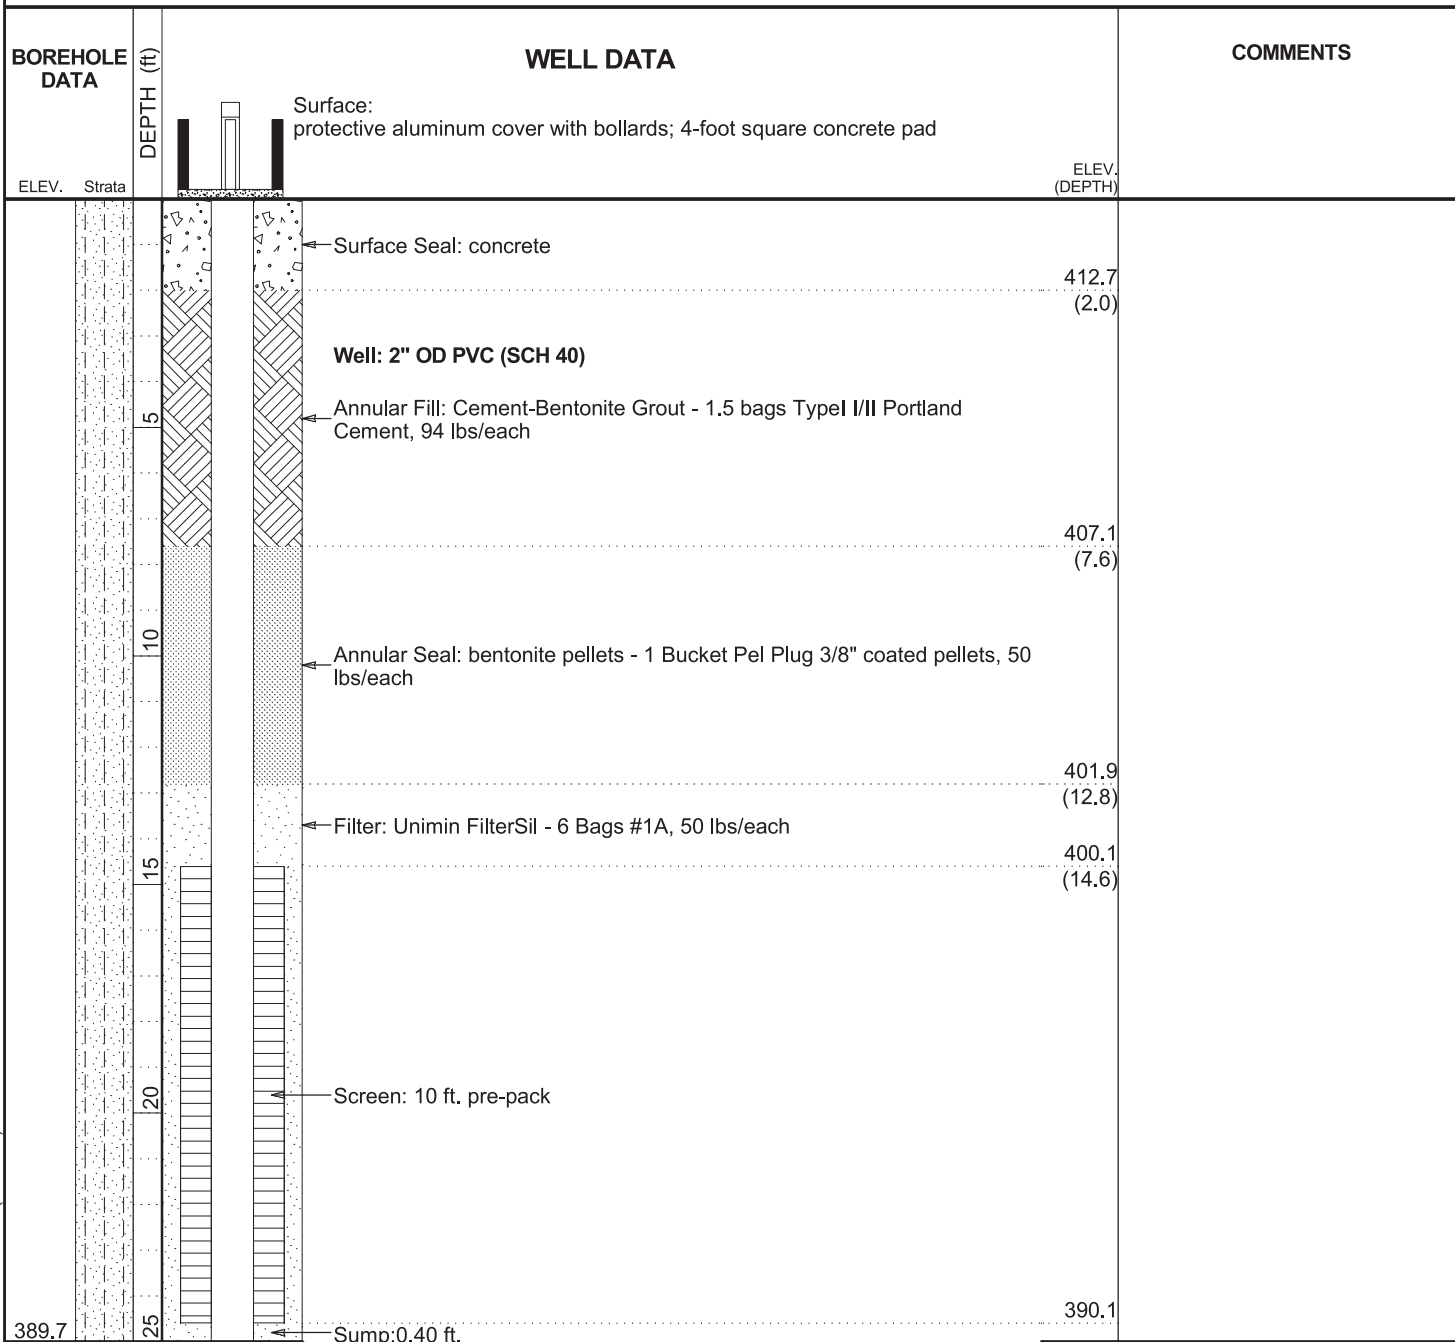 BOREHOLE
DATA
DEPTH (ft)
WELL DATA
COMMENTS
Surface:
protective aluminum cover with bollards; 4-foot square concrete pad
ELEV. Strata
ELEV.
(DEPTH)
Surface Seal: concrete
412.7
(2.0)
Well: 2" OD PVC (SCH 40)
Annular Fill: Cement-Bentonite Grout - 1.5 bags TypeI I/II Portland
Cement, 94 lbs/each
5
407.1
(7.6)
10
Annular Seal: bentonite pellets - 1 Bucket Pel Plug 3/8" coated pellets, 50
lbs/each
401.9
(12.8)
Filter: Unimin FilterSil - 6 Bags #1A, 50 lbs/each
400.1
(14.6)
15
Screen: 10 ft. pre-pack
20
390.1
25
389.7
Sump:0.40 ft.